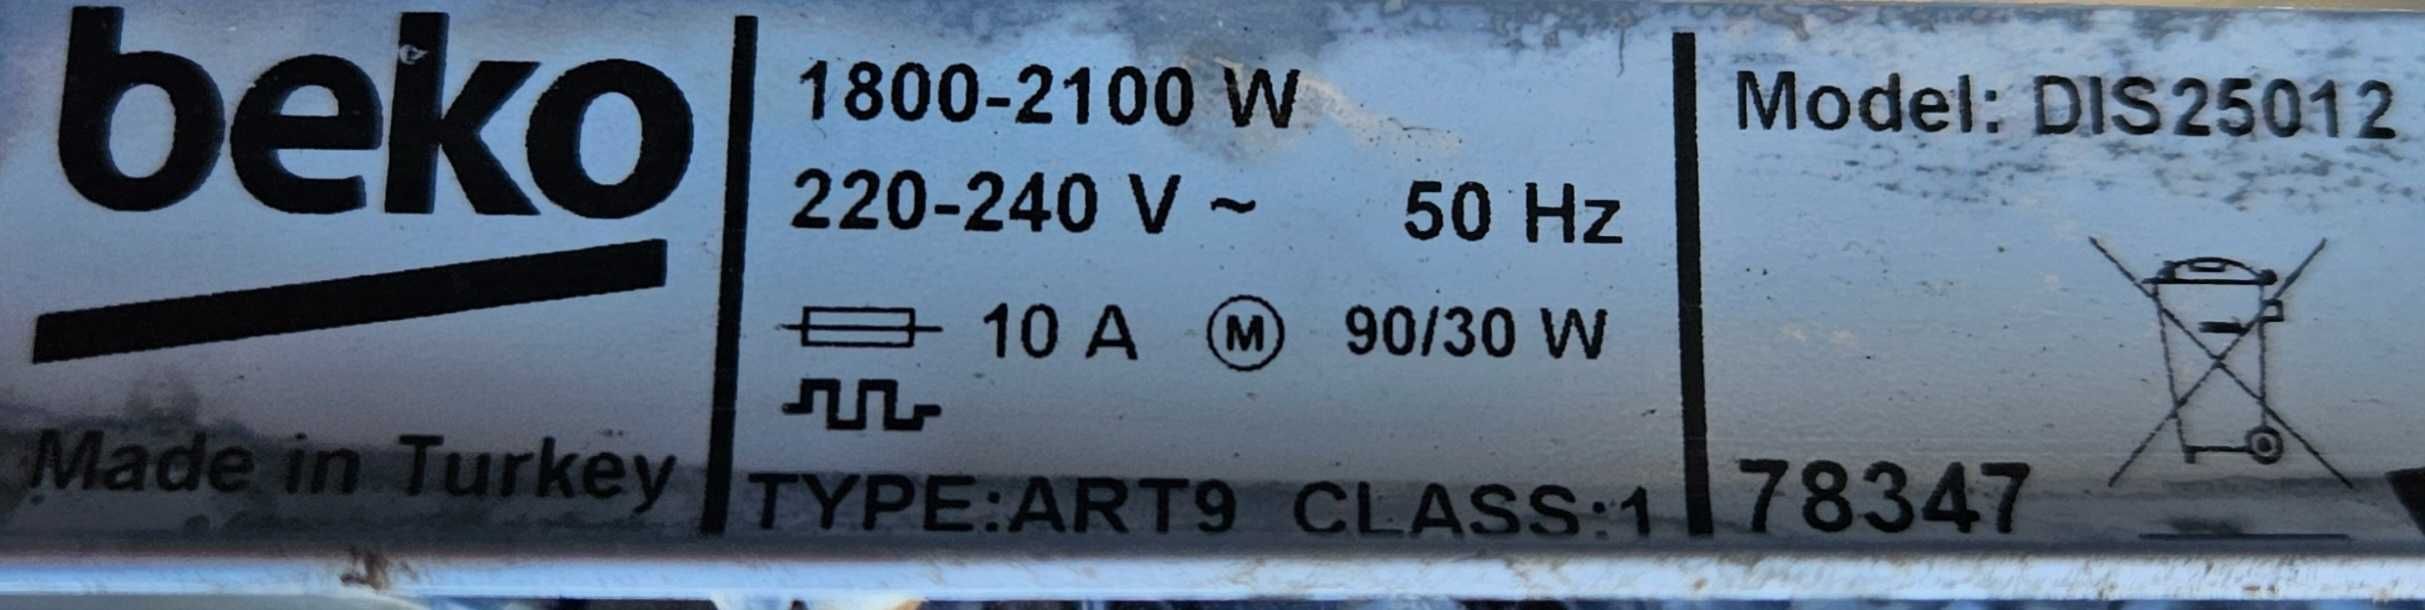 beko
Made in Turkey
1800-2100 W
220-240 V ~ 50 Hz
10 A M 90/30 W
TYPE:ART9 CLASS:1
Model: DIS25012
78347